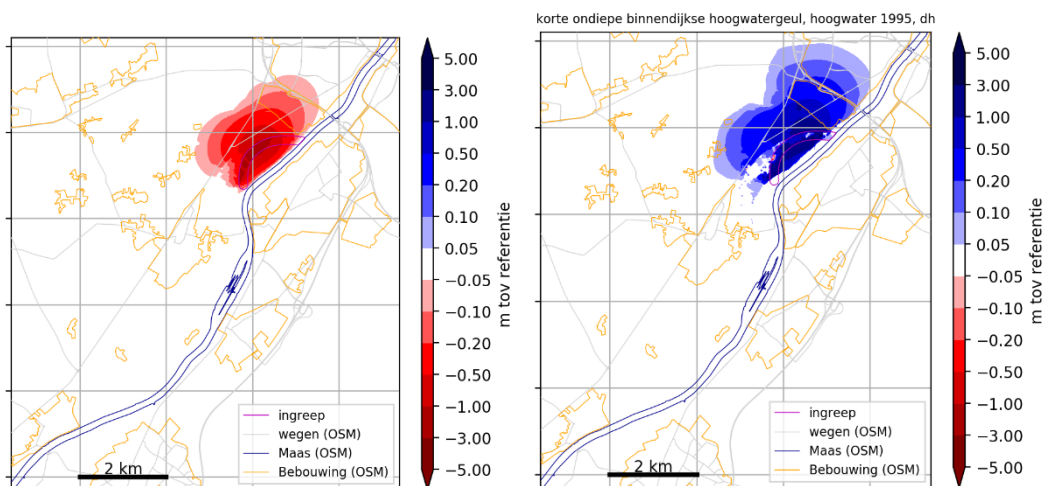 korte ondiepe binnendijkse hoogwatergeul, hoogwater 1995, dh
5.00
3.00
1.00
0.50
0.20
0.10
0.05
−0.05
−0.10
−0.20
−0.50
−1.00
−3.00
−5.00
m tov referentie
ingreep
wegen (OSM)
Maas (OSM)
Bebouwing (OSM)
2 km
5.00
3.00
1.00
0.50
0.20
0.10
0.05
−0.05
−0.10
−0.20
−0.50
−1.00
−3.00
−5.00
m tov referentie
ingreep
wegen (OSM)
Maas (OSM)
Bebouwing (OSM)
2 km